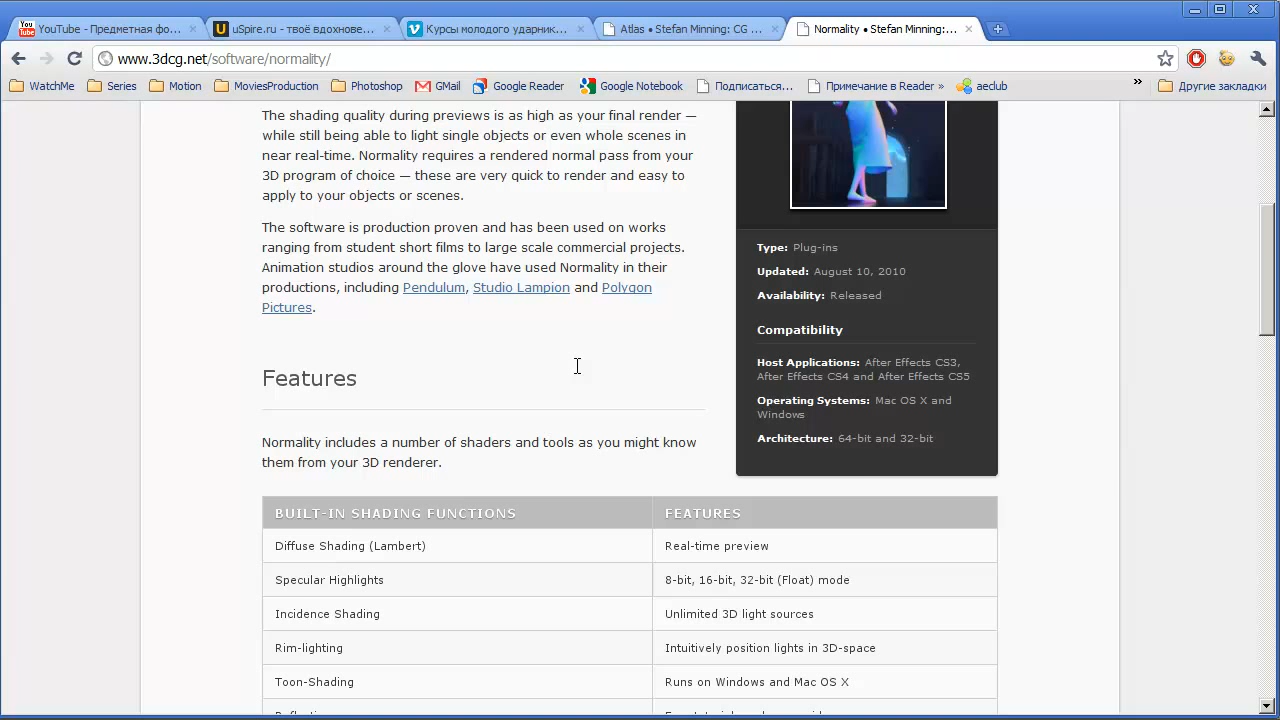 YouTube - Предметная фо...
uSpire.ru - твоё вдохнове...
Курсы молодого ударник...
Atlas • Stefan Minning: CG ...
Normality • Stefan Minning:...
www.3dcg.net/software/normality/
WatchMe
Series
Motion
MoviesProduction
Photoshop
GMail
Google Reader
Google Notebook
Подписаться...
Примечание в Reader »
aeclub
»
Другие закладки
The shading quality during previews is as high as your final render —
while still being able to light single objects or even whole scenes in
near real-time. Normality requires a rendered normal pass from your
3D program of choice — these are very quick to render and easy to
apply to your objects or scenes.
The software is production proven and has been used on works
ranging from student short films to large scale commercial projects.
Animation studios around the glove have used Normality in their
productions, including Pendulum, Studio Lampion and Polygon
Pictures.
Features
Normality includes a number of shaders and tools as you might know
them from your 3D renderer.
Type: Plug-ins
Updated: August 10, 2010
Availability: Released
Compatibility
Host Applications: After Effects CS3,
After Effects CS4 and After Effects CS5
Operating Systems: Mac OS X and
Windows
Architecture: 64-bit and 32-bit
BUILT-IN SHADING FUNCTIONS
FEATURES
Diffuse Shading (Lambert)
Real-time preview
Specular Highlights
8-bit, 16-bit, 32-bit (Float) mode
Incidence Shading
Unlimited 3D light sources
Rim-lighting
Intuitively position lights in 3D-space
Toon-Shading
Runs on Windows and Mac OS X